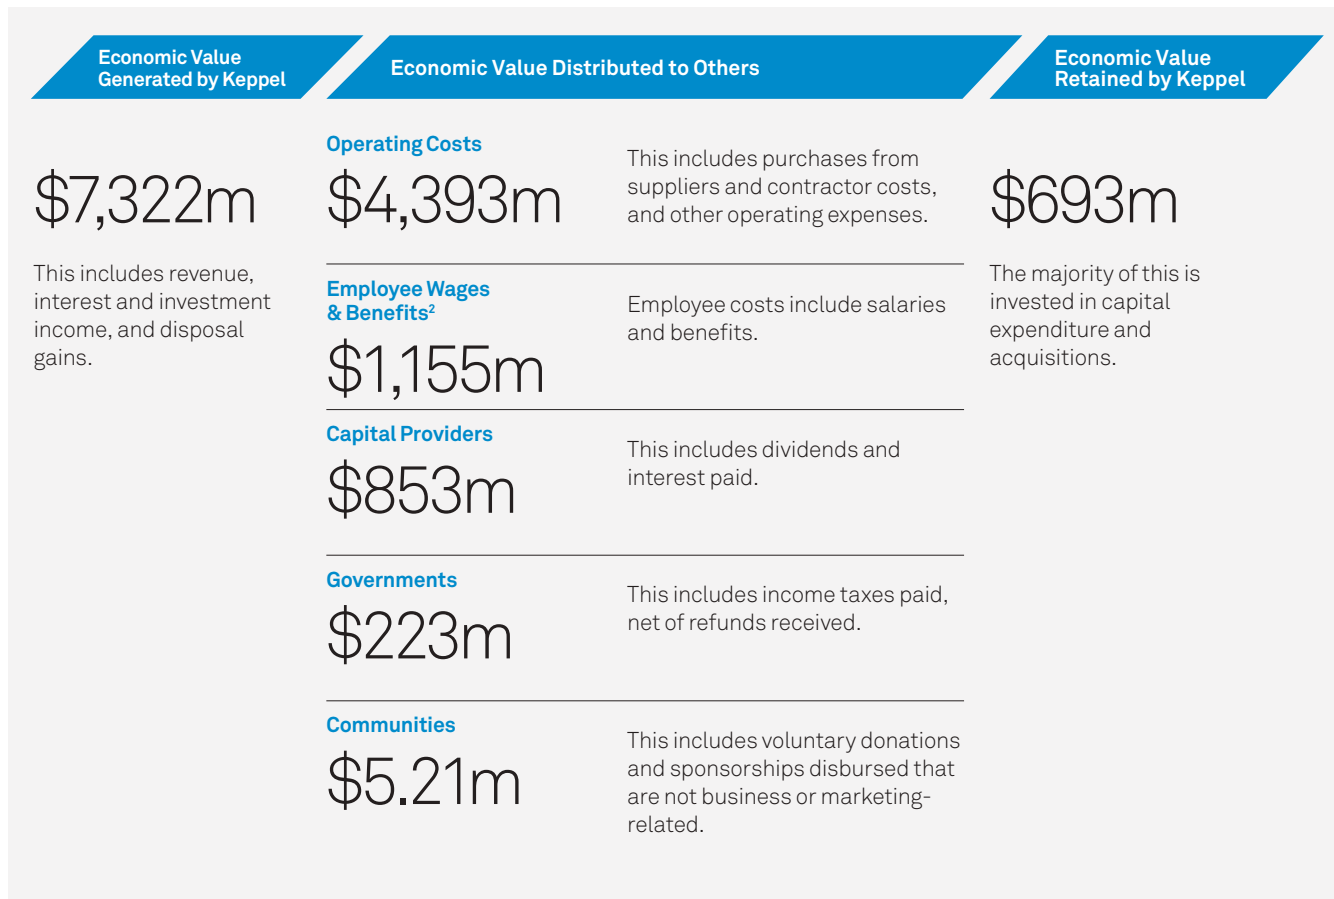 Economic Value
Generated by Keppel
Economic Value Distributed to Others
Economic Value
Retained by Keppel
$7,322m
This includes revenue,
interest and investment
income, and disposal
gains.
Operating Costs
$4,393m
This includes purchases from
suppliers and contractor costs,
and other operating expenses.
Employee Wages
& Benefits²
$1,155m
Employee costs include salaries
and benefits.
Capital Providers
$853m
This includes dividends and
interest paid.
Governments
$223m
This includes income taxes paid,
net of refunds received.
Communities
$5.21m
This includes voluntary donations
and sponsorships disbursed that
are not business or marketing-
related.
$693m
The majority of this is
invested in capital
expenditure and
acquisitions.